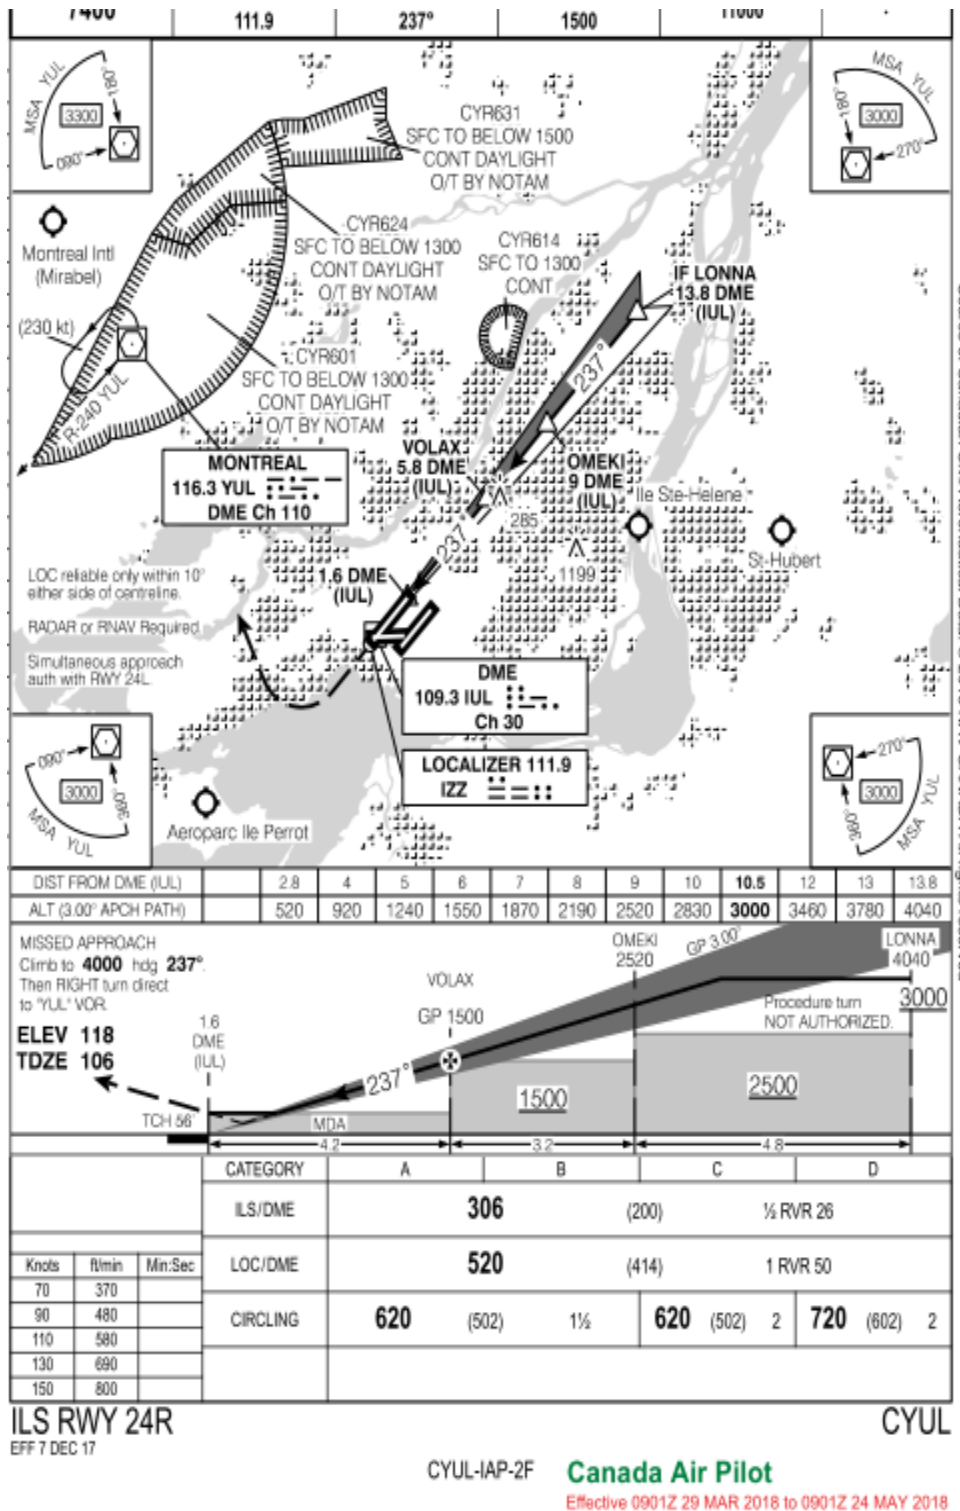 7400 111.9 237° 1500 11000
MSA YUL
180°
3300
090°
MSA YUL
180°
3000
270°
CYR631
SFC TO BELOW 1500
CONT DAYLIGHT
O/T BY NOTAM
Montreal Intl
(Mirabel)
CYR624
SFC TO BELOW 1300
CONT DAYLIGHT
O/T BY NOTAM
CYR614
SFC TO 1300
CONT
IF LONNA
13.8 DME
(IUL)
(230 kt)
R-240 YUL
CYR601
SFC TO BELOW 1300
CONT DAYLIGHT
O/T BY NOTAM
237°
MONTREAL
116.3 YUL
DME Ch 110
VOLAX
5.8 DME
(IUL)
OMEKI
9 DME
(IUL)
Ile Ste-Helene
285
237
1199
St-Hubert
LOC reliable only within 10°
either side of centreline.
RADAR or RNAV Required
Simultaneous approach
auth with RWY 24L.
1.6 DME
(IUL)
DME
109.3 IUL
Ch 30
LOCALIZER 111.9
IZZ
090°
3000
360°
MSA YUL
270°
3000
360°
MSA YUL
Aeroparc Ile Perrot
DIST FROM DME (IUL) 2.8 4 5 6 7 8 9 10 10.5 12 13 13.8
ALT (3.00° APCH PATH) 520 920 1240 1550 1870 2190 2520 2830 3000 3460 3780 4040
MISSED APPROACH
Climb to 4000 hdg 237°.
Then RIGHT turn direct
to "YUL" VOR.
ELEV 118
TDZE 106
1.6
DME
(IUL)
VOLAX
GP 1500
OMEKI
2520
GP 3.00°
LONNA
4040
3000
Procedure turn
NOT AUTHORIZED.
237°
1500
2500
TCH 56'
MDA
4.2 3.2 4.8
CATEGORY A B C D
ILS/DME 306 (200) ½ RVR 26
LOC/DME 520 (414) 1 RVR 50
CIRCLING 620 (502) 1½ 620 (502) 2 720 (602) 2
Knots ft/min Min:Sec
70 370
90 480
110 580
130 690
150 800
ILS RWY 24R CYUL
EFF 7 DEC 17
CYUL-IAP-2F Canada Air Pilot
Effective 0901Z 29 MAR 2018 to 0901Z 24 MAY 2018